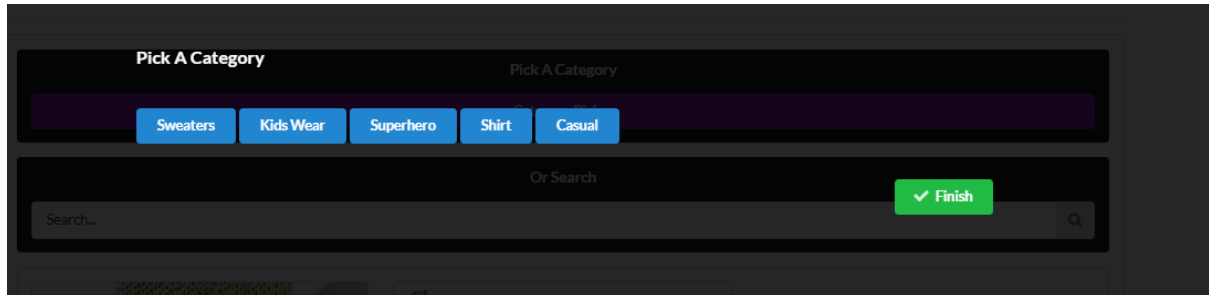 Pick A Category
Pick A Category
Sweaters Kids Wear Superhero Shirt Casual
Or Search
Finish
Search...